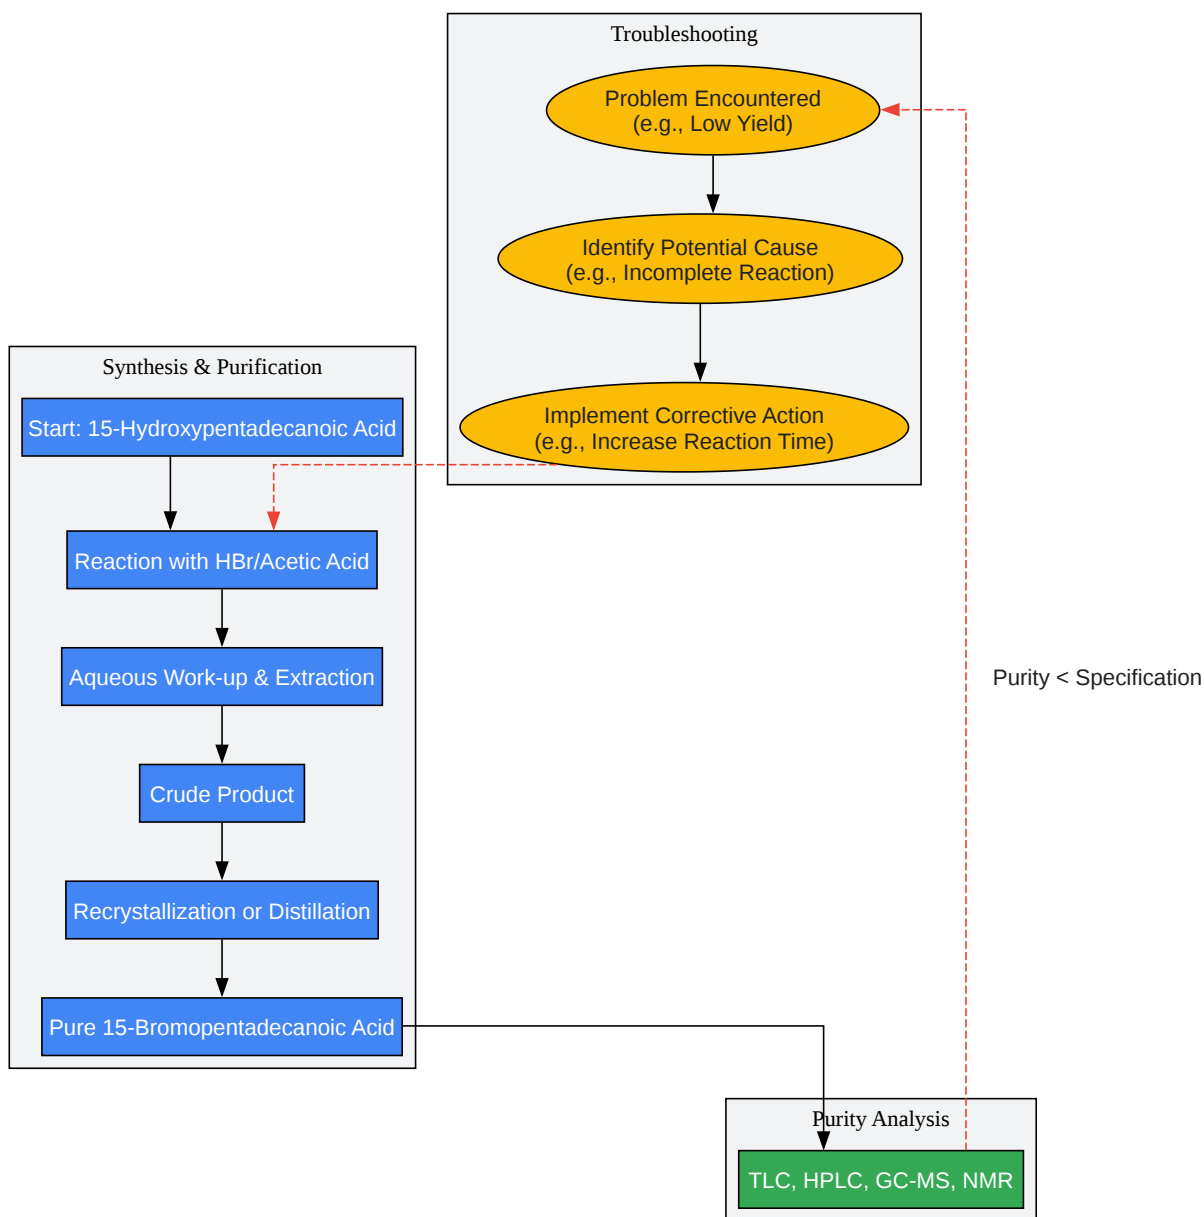 Troubleshooting
Problem Encountered
(e.g., Low Yield)
Identify Potential Cause
(e.g., Incomplete Reaction)
Implement Corrective Action
(e.g., Increase Reaction Time)
Synthesis & Purification
Start: 15-Hydroxypentadecanoic Acid
Reaction with HBr/Acetic Acid
Aqueous Work-up & Extraction
Crude Product
Recrystallization or Distillation
Pure 15-Bromopentadecanoic Acid
Purity < Specification
Purity Analysis
TLC, HPLC, GC-MS, NMR